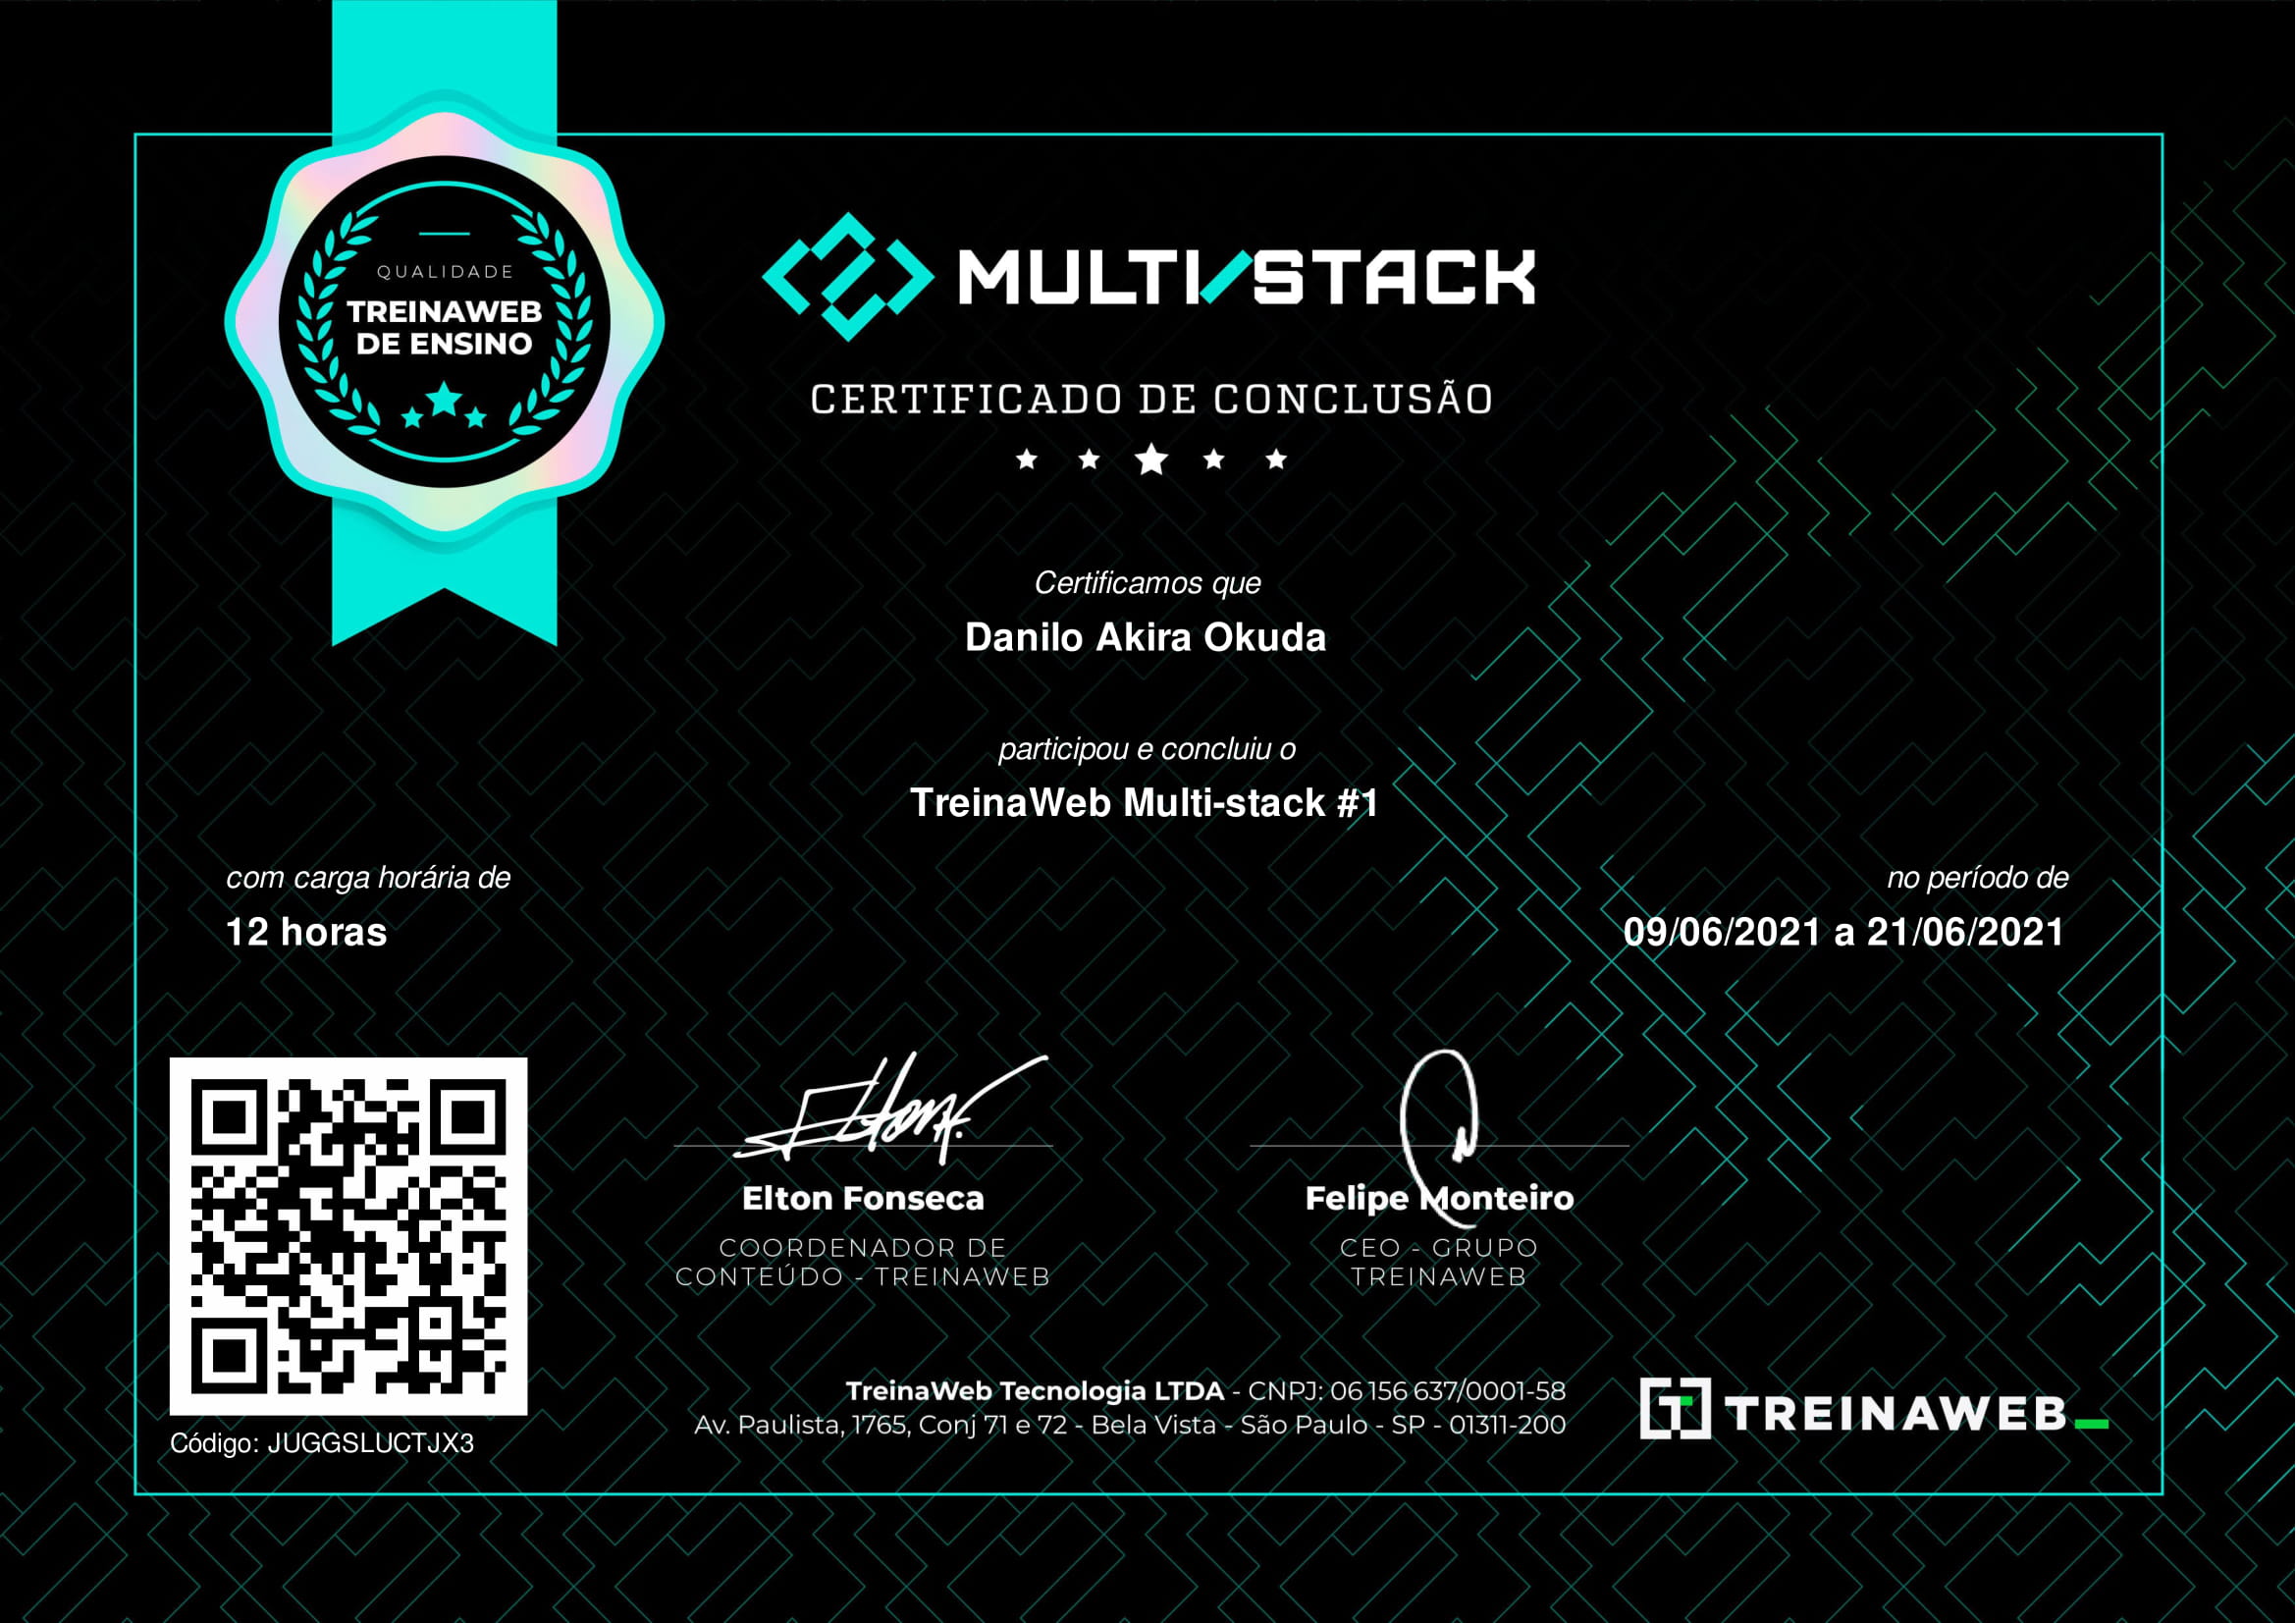 QUALIDADE
TREINAWEB
DE ENSINO
MULTI/STACK
CERTIFICADO DE CONCLUSÃO
Certificamos que
Danilo Akira Okuda
participou e concluiu o
TreinaWeb Multi-stack #1
com carga horária de
12 horas
no período de
09/06/2021 a 21/06/2021
Elton F.
Elton Fonseca
COORDENADOR DE
CONTEÚDO - TREINAWEB
Felipe Monteiro
CEO - GRUPO
TREINAWEB
Código: JUGGSLUCTJX3
TreinaWeb Tecnologia LTDA - CNPJ: 06 156 637/0001-58
Av. Paulista, 1765, Conj 71 e 72 - Bela Vista - São Paulo - SP - 01311-200
TREINAWEB_